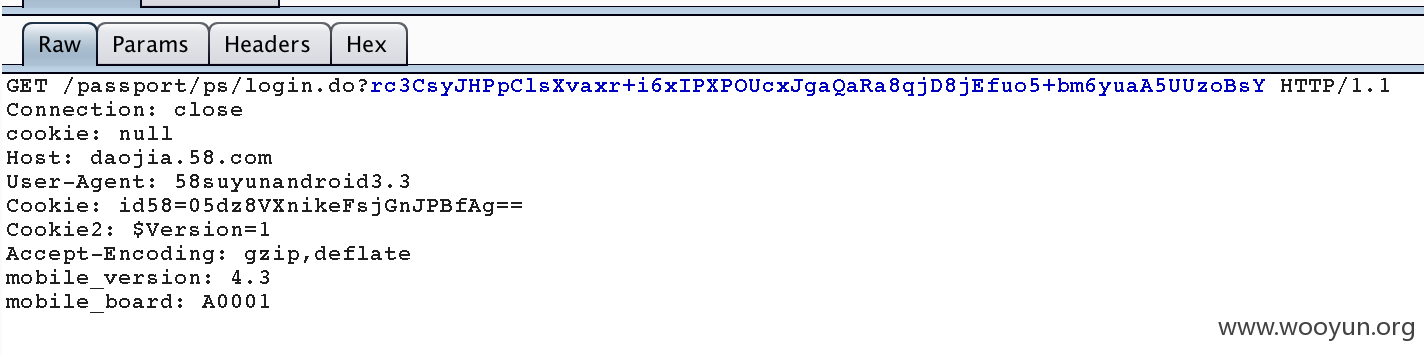 Raw Params Headers Hex
GET /passport/ps/login.do?rc3CsyJHPpClsXvaxr+i6xIPXPOUcxJgaQaRa8qjD8jEfuo5+bm6yuaA5UUzoBsY HTTP/1.1
Connection: close
cookie: null
Host: daojia.58.com
User-Agent: 58suyunandroid3.3
Cookie: id58=05dz8VXnikeFsjGnJPBfAg==
Cookie2: $Version=1
Accept-Encoding: gzip,deflate
mobile_version: 4.3
mobile_board: A0001
www.wooyun.org